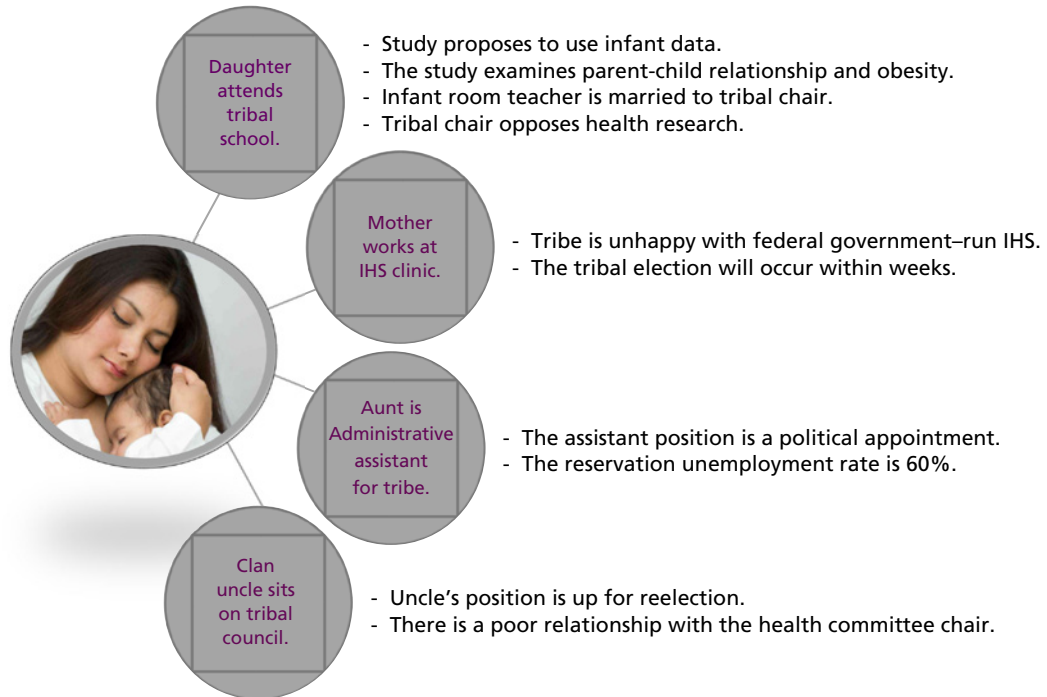 Daughter
attends
tribal
school.
- Study proposes to use infant data.
- The study examines parent-child relationship and obesity.
- Infant room teacher is married to tribal chair.
- Tribal chair opposes health research.
Mother
works at
IHS clinic.
- Tribe is unhappy with federal government–run IHS.
- The tribal election will occur within weeks.
Aunt is
Administrative
assistant
for tribe.
- The assistant position is a political appointment.
- The reservation unemployment rate is 60%.
Clan
uncle sits
on tribal
council.
- Uncle’s position is up for reelection.
- There is a poor relationship with the health committee chair.